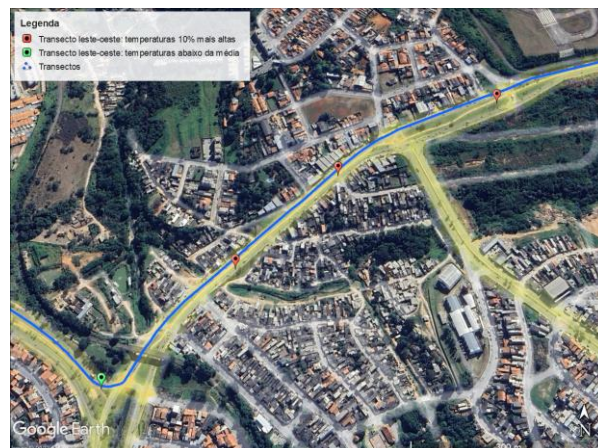 Legenda
Transecto leste-oeste: temperaturas 10% mais altas
Transecto leste-oeste: temperaturas abaixo da média
Transectos
Google Earth
N